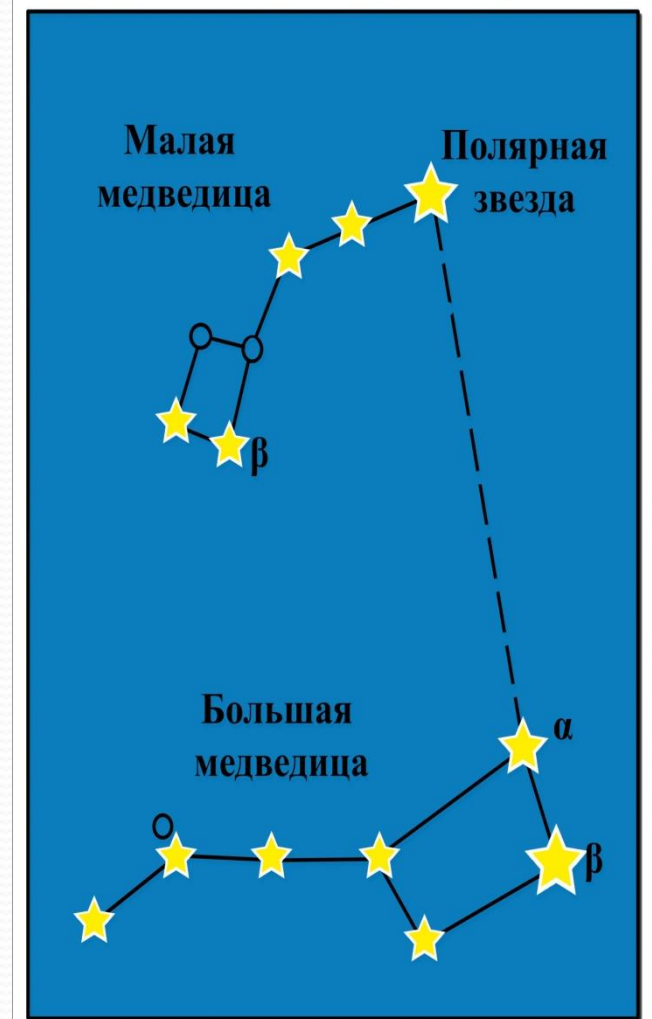 Малая
медведица
Полярная
звезда
β
Большая
медведица
α
β